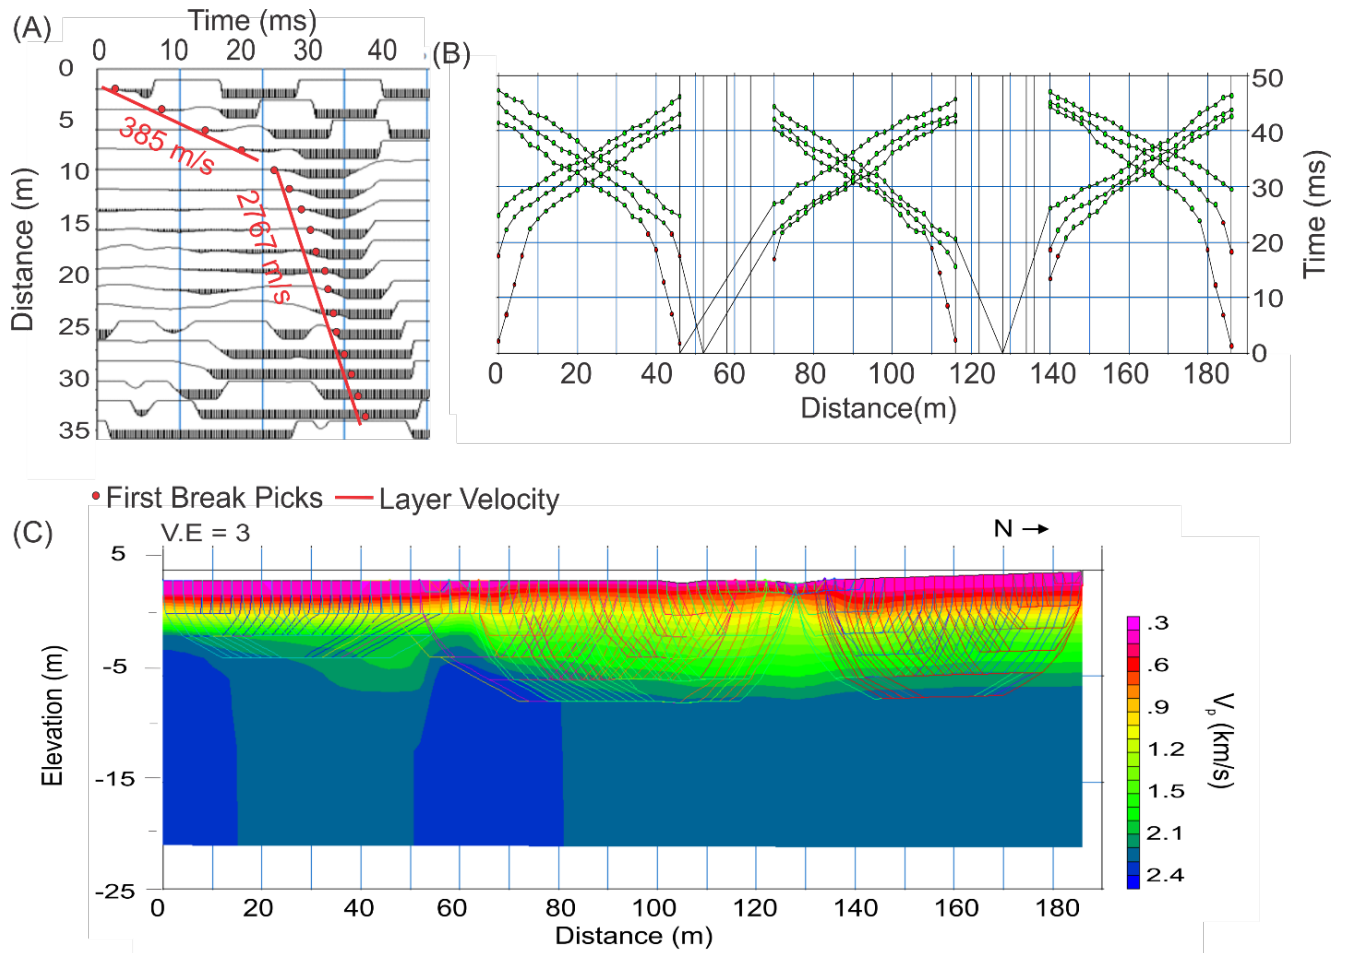 (A)
Time (ms)
0 10 20 30 40
0
5
10
15
20
25
30
35
Distance (m)
385 m/s
2767 m/s
(B)
50
40
30
20
10
0
Time (ms)
0 20 40 60 80 100 120 140 160 180
Distance(m)
First Break Picks
Layer Velocity
(C)
V.E = 3
N
5
-5
-15
-25
Elevation (m)
0 20 40 60 80 100 120 140 160 180
Distance (m)
.3
.6
.9
1.2
1.5
2.1
2.4
Vp (km/s)